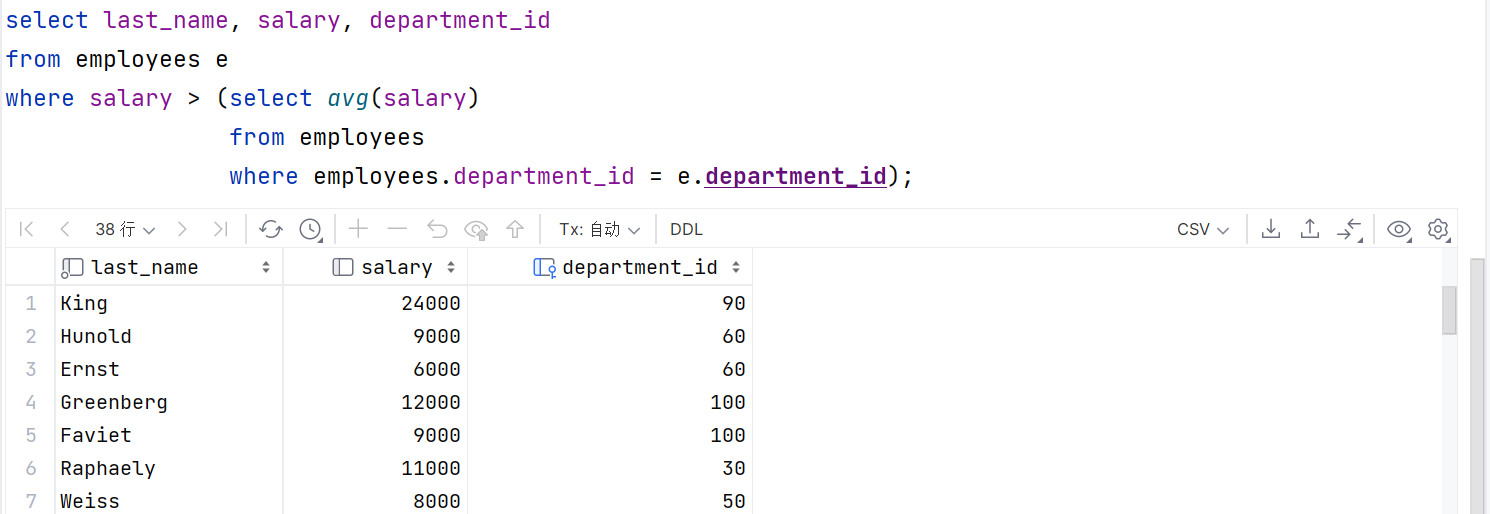 select last_name, salary, department_id
from employees e
where salary > (select avg(salary)
from employees
where employees.department_id = e.department_id);
38 行 Tx: 自动 DDL CSV
last_name salary department_id
1 King 24000 90
2 Hunold 9000 60
3 Ernst 6000 60
4 Greenberg 12000 100
5 Faviet 9000 100
6 Raphaely 11000 30
7 Weiss 8000 50